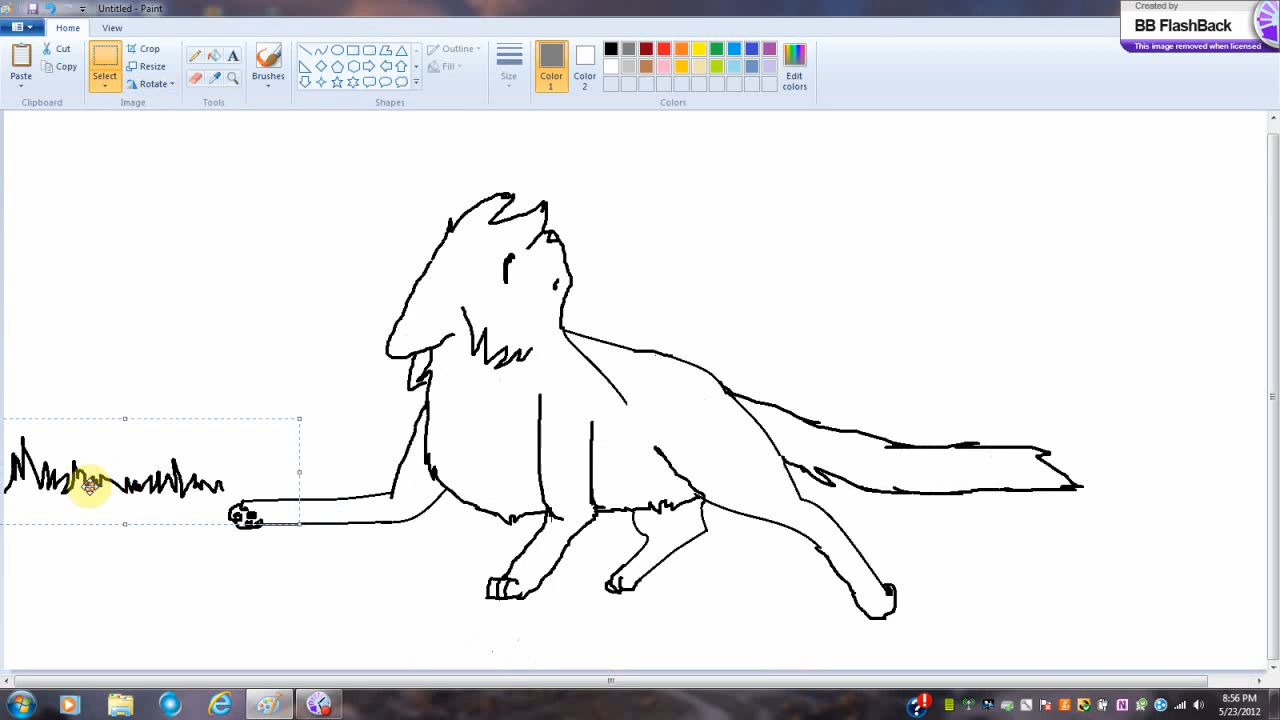 Untitled - Paint
Created by
BB FlashBack
This image removed when licensed
Home View
Paste
Cut
Copy
Clipboard
Select
Crop
Resize
Rotate
Image
A
Tools
Brushes
Shapes
Outline
Fill
Size
Color
1
Color
2
Edit
colors
Colors
8:56 PM
5/23/2012